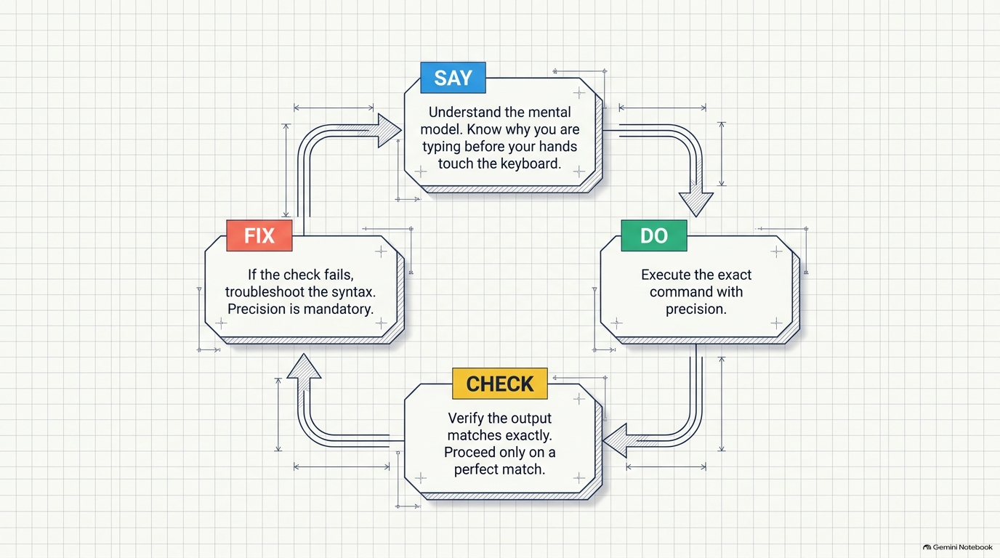 SAY
Understand the mental
model. Know why you are
typing before your hands
touch the keyboard.
FIX
If the check fails,
troubleshoot the syntax.
Precision is mandatory.
DO
Execute the exact
command with
precision.
CHECK
Verify the output
matches exactly.
Proceed only on a
perfect match.
Gemini Notebook